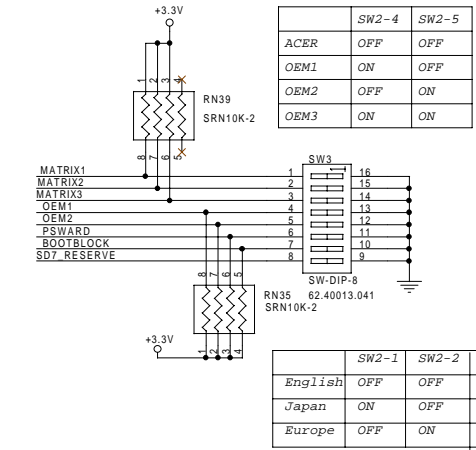 +3.3V
SW2-4 SW2-5
ACER OFF OFF
OEM1 ON OFF
OEM2 OFF ON
OEM3 ON ON
1 2 3 4
RN39
SRN10K-2
8 7 6 5
SW3
MATRIX1 1 16
MATRIX2 2 15
MATRIX3 3 14
OEM1 4 13
OEM2 5 12
PSWARD 6 11
BOOTBLOCK 7 10
SD7_RESERVE 8 9
SW-DIP-8
62.40013.041
8 7 6 5
RN35
SRN10K-2
1 2 3 4
+3.3V
SW2-1 SW2-2
English OFF OFF
Japan ON OFF
Europe OFF ON